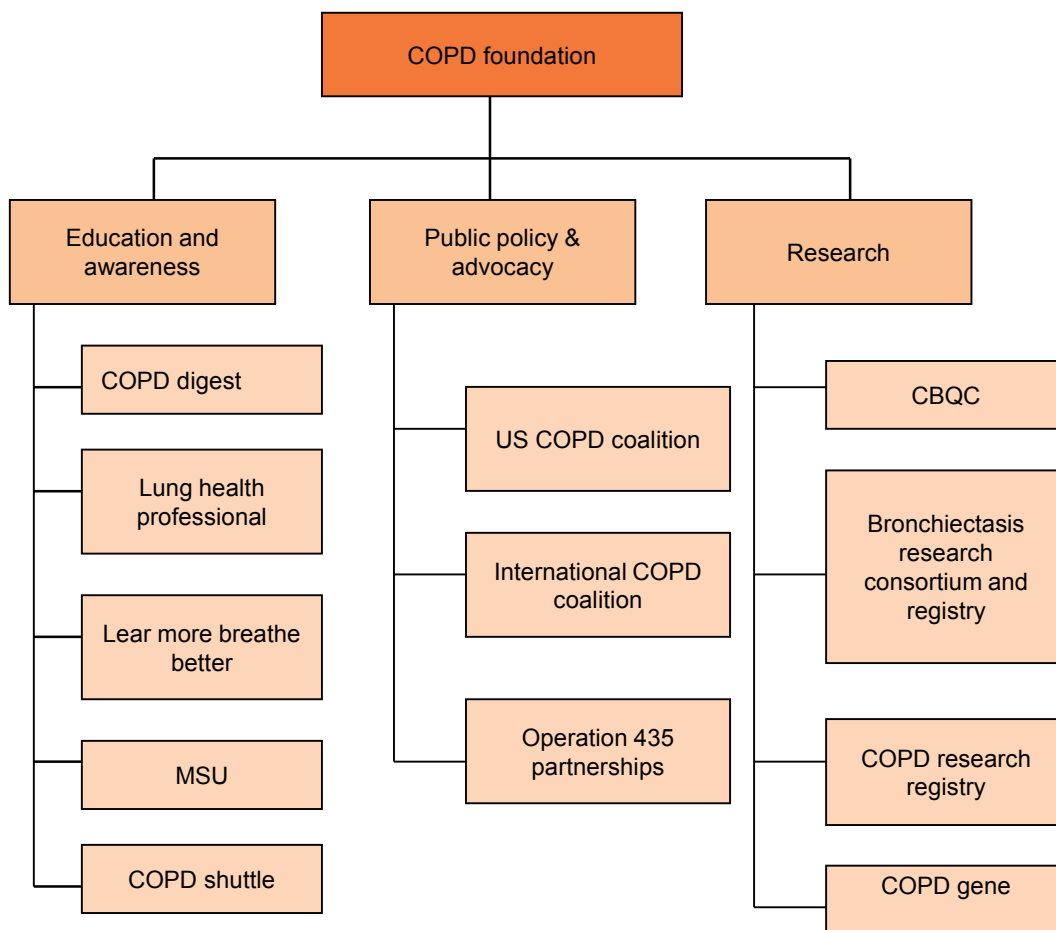 COPD foundation
Education and
awareness
Public policy &
advocacy
Research
COPD digest
Lung health
professional
Lear more breathe
better
MSU
COPD shuttle
US COPD coalition
International COPD
coalition
Operation 435
partnerships
CBQC
Bronchiectasis
research
consortium and
registry
COPD research
registry
COPD gene